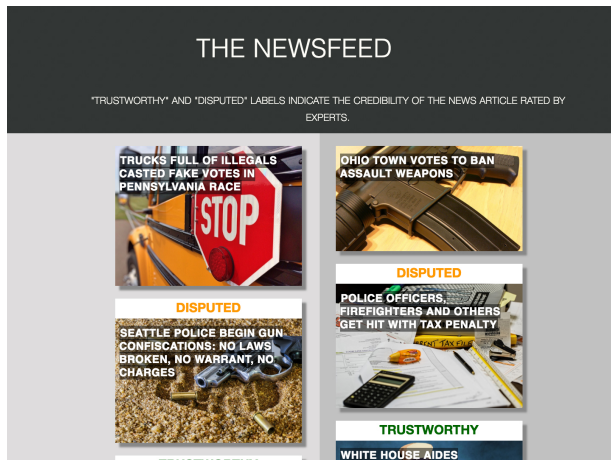 THE NEWSFEED
"TRUSTWORTHY" AND "DISPUTED" LABELS INDICATE THE CREDIBILITY OF THE NEWS ARTICLE RATED BY
EXPERTS.
TRUCKS FULL OF ILLEGALS
CASTED FAKE VOTES IN
PENNSYLVANIA RACE
STOP
DISPUTED
SEATTLE POLICE BEGIN GUN
CONFISCATIONS: NO LAWS
BROKEN, NO WARRANT, NO
CHARGES
OHIO TOWN VOTES TO BAN
ASSAULT WEAPONS
DISPUTED
POLICE OFFICERS,
FIREFIGHTERS AND OTHERS
GET HIT WITH TAX PENALTY
TAX FILE
TRUSTWORTHY
WHITE HOUSE AIDES